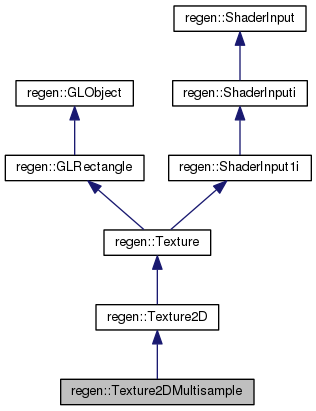 regen::ShaderInput
regen::GLObject
regen::ShaderInputi
regen::GLRectangle
regen::ShaderInput1i
regen::Texture
regen::Texture2D
regen::Texture2DMultisample